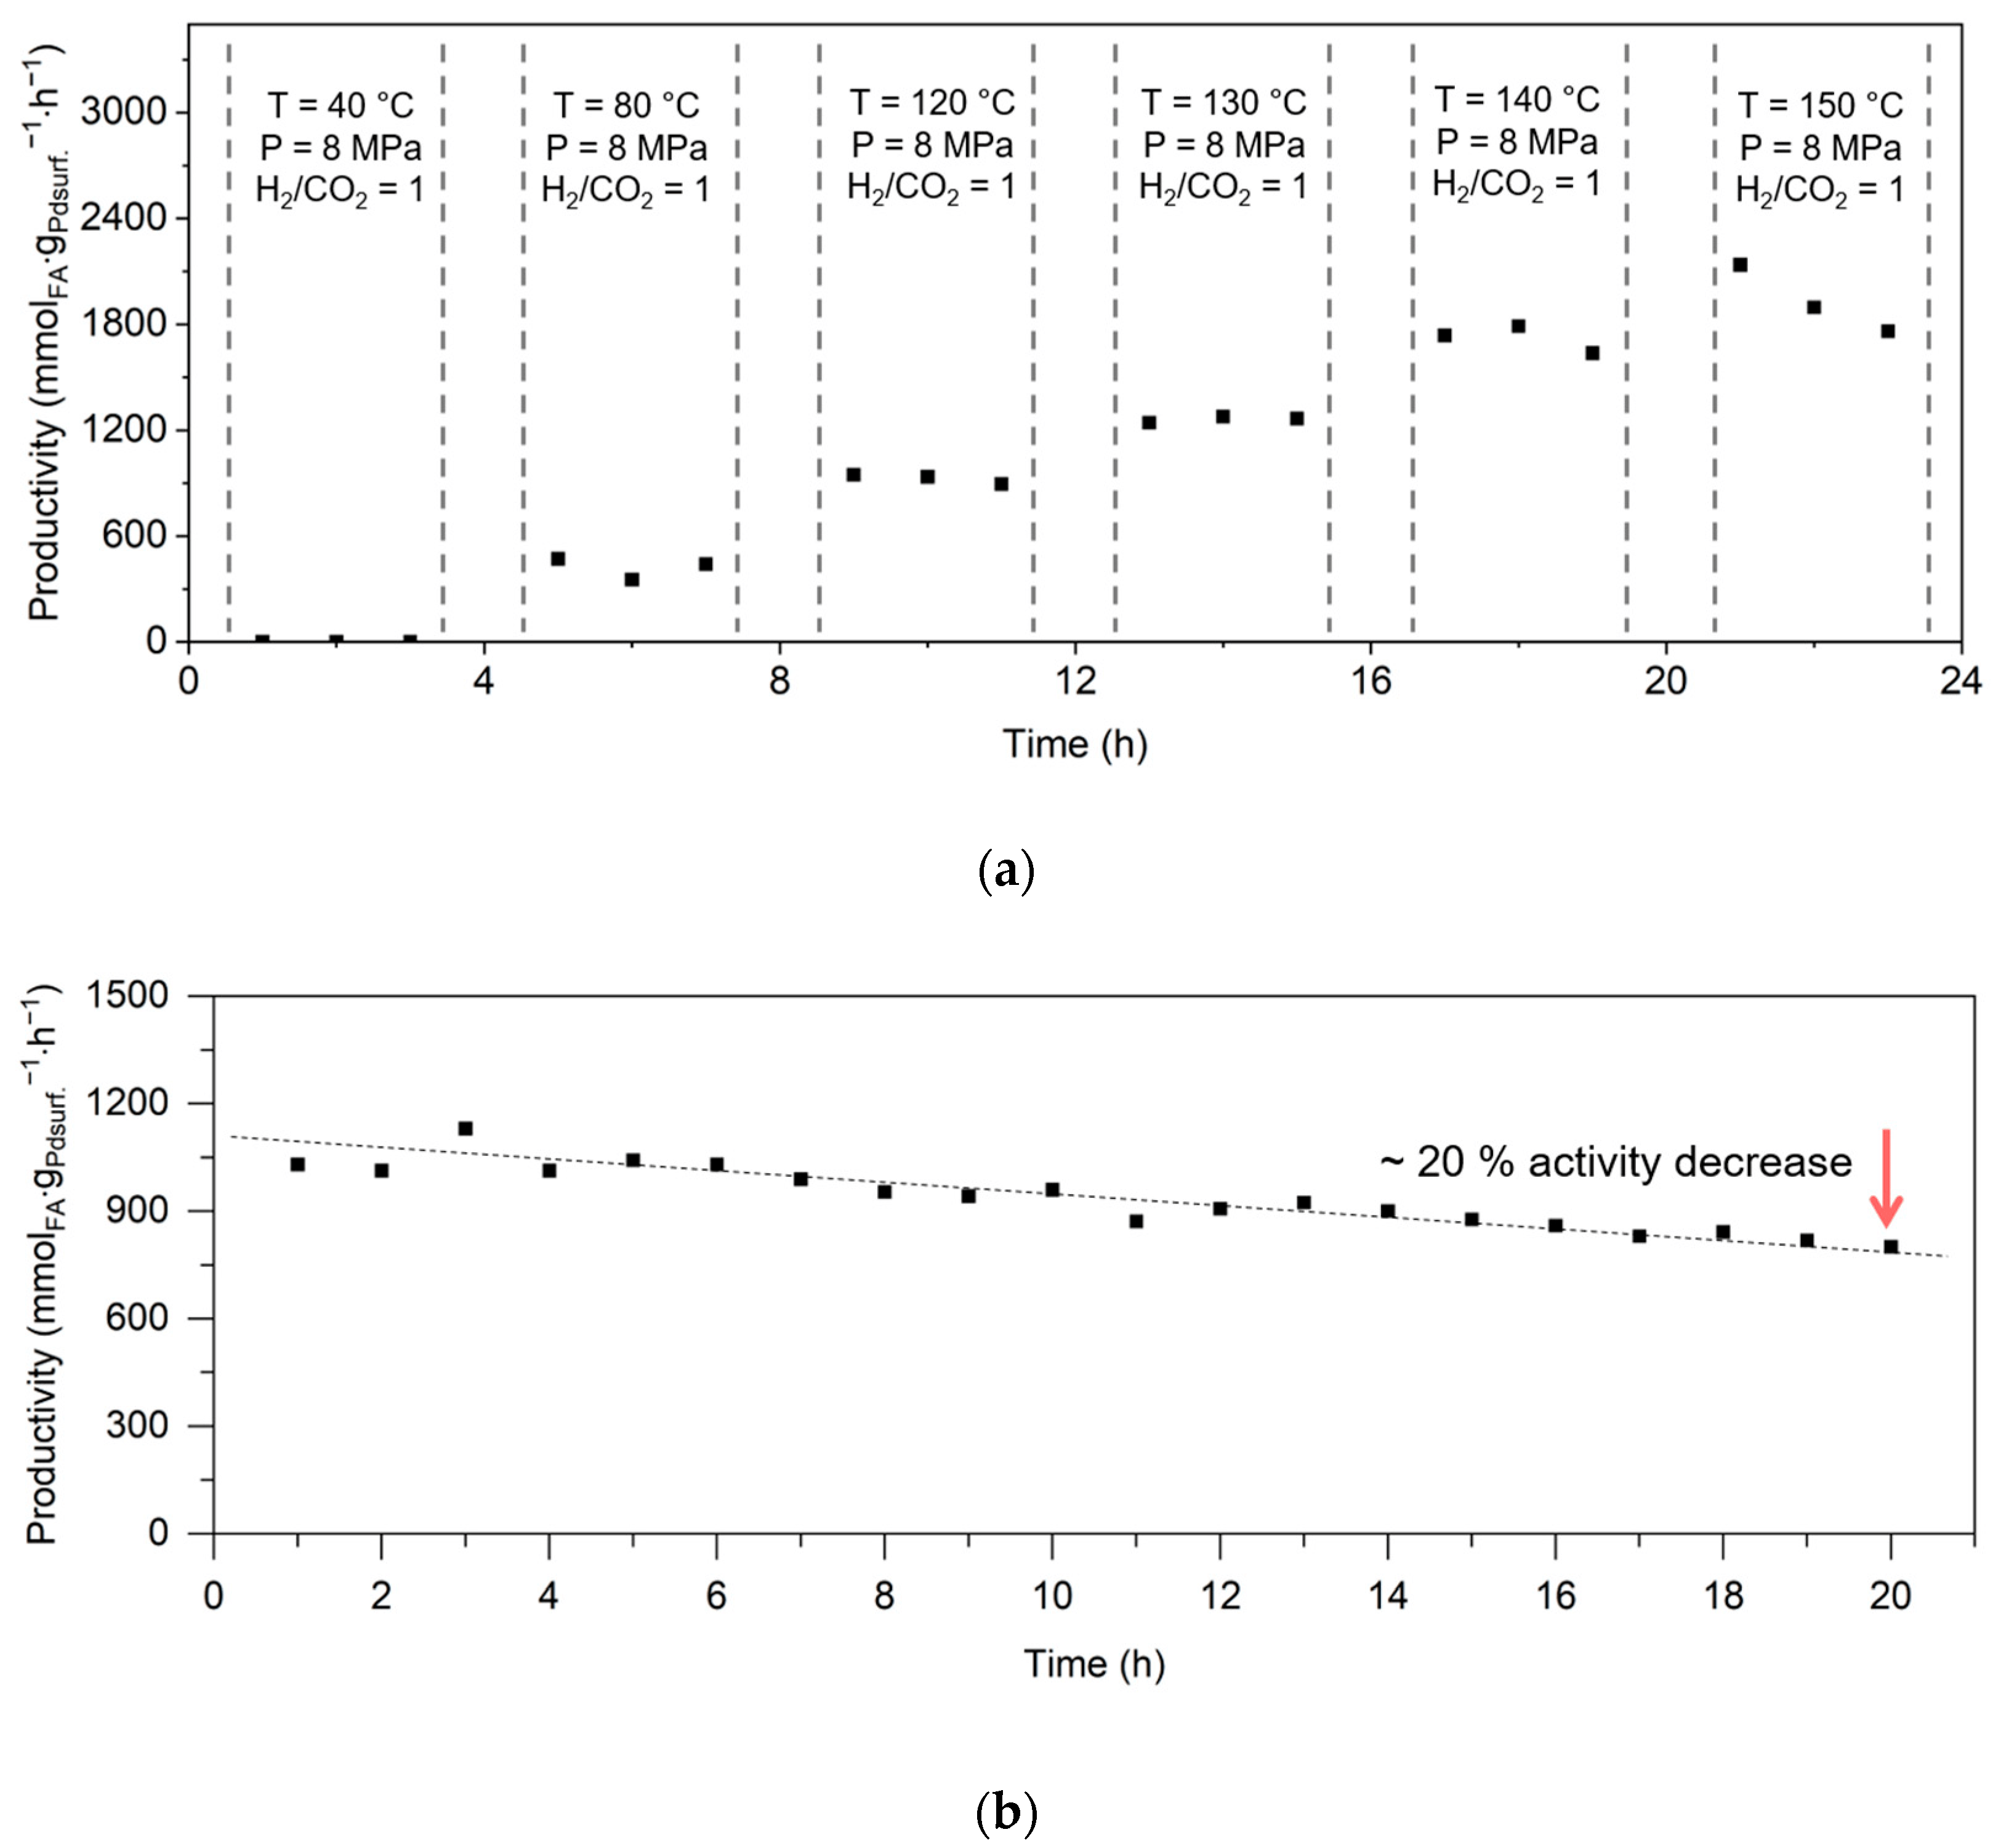 Productivity (mmol_FA·g_Pdsurf.⁻¹·h⁻¹)
3000
2400
1800
1200
600
0
T = 40 °C
P = 8 MPa
H₂/CO₂ = 1
T = 80 °C
P = 8 MPa
H₂/CO₂ = 1
T = 120 °C
P = 8 MPa
H₂/CO₂ = 1
T = 130 °C
P = 8 MPa
H₂/CO₂ = 1
T = 140 °C
P = 8 MPa
H₂/CO₂ = 1
T = 150 °C
P = 8 MPa
H₂/CO₂ = 1
0 4 8 12 16 20 24
Time (h)
(a)
Productivity (mmol_FA·g_Pdsurf.⁻¹·h⁻¹)
1500
1200
900
600
300
0
~ 20 % activity decrease
0 2 4 6 8 10 12 14 16 18 20
Time (h)
(b)